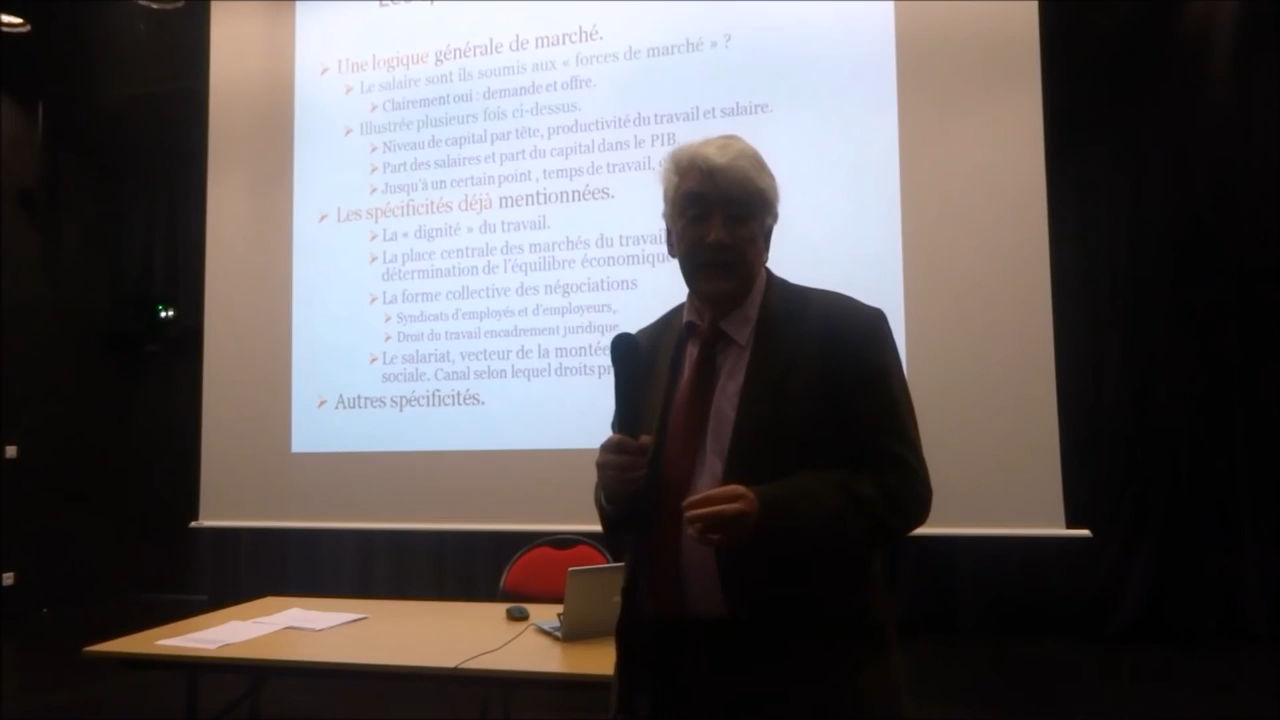 Une logique générale de marché.
Le salaire sont ils soumis aux « forces de marché » ?
Clairement oui : demande et offre.
Illustrée plusieurs fois ci-dessus.
Niveau de capital par tête, productivité du travail et salaire.
Part des salaires et part du capital dans le PIB.
Jusqu'à un certain point , temps de travail,
Les spécificités déjà mentionnées.
La « dignité » du travail.
La place centrale des marchés du travail
détermination de l'équilibre économique
La forme collective des négociations
Syndicats d'employés et d'employeurs,
Droit du travail encadrement juridique
Le salariat, vecteur de la montée
sociale. Canal selon lequel droits
Autres spécificités.